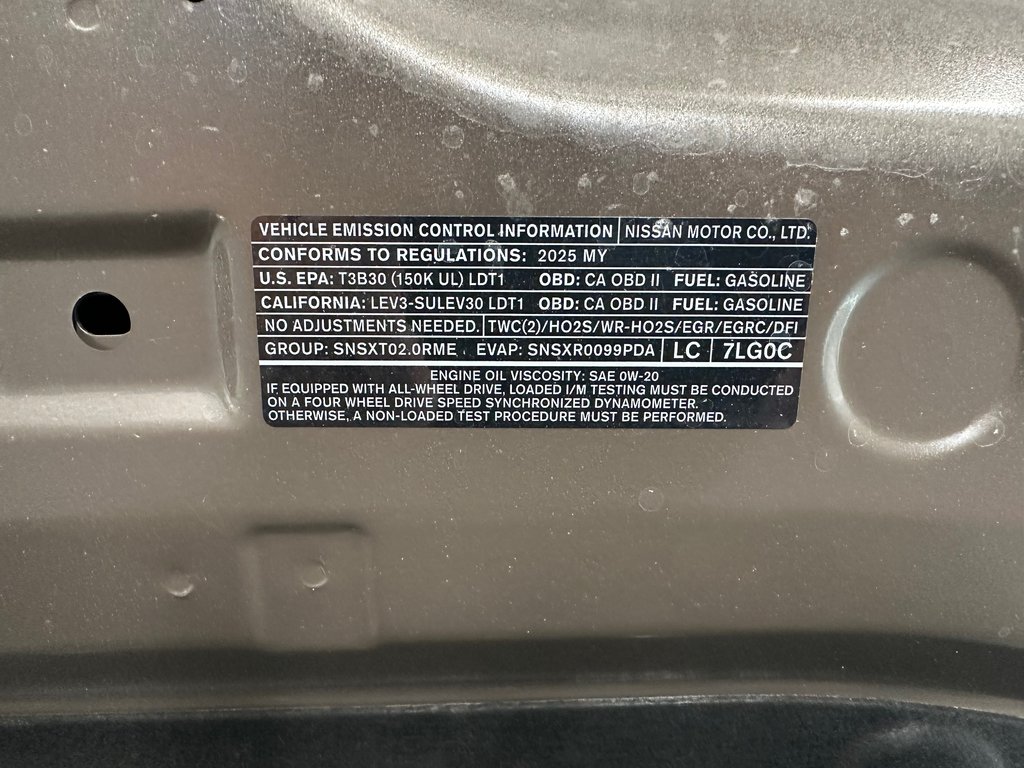 VEHICLE EMISSION CONTROL INFORMATION NISSAN MOTOR CO., LTD.
CONFORMS TO REGULATIONS: 2025 MY
U.S. EPA: T3B30 (150K UL) LDT1 OBD: CA OBD II FUEL: GASOLINE
CALIFORNIA: LEV3-SULEV30 LDT1 OBD: CA OBD II FUEL: GASOLINE
NO ADJUSTMENTS NEEDED. TWC(2)/HO2S/WR-HO2S/EGR/EGRC/DFI
GROUP: SNSXT02.0RME EVAP: SNSXR0099PDA LC 7LG0C
ENGINE OIL VISCOSITY: SAE 0W-20
IF EQUIPPED WITH ALL-WHEEL DRIVE, LOADED I/M TESTING MUST BE CONDUCTED
ON A FOUR WHEEL DRIVE SPEED SYNCHRONIZED DYNAMOMETER.
OTHERWISE, A NON-LOADED TEST PROCEDURE MUST BE PERFORMED.